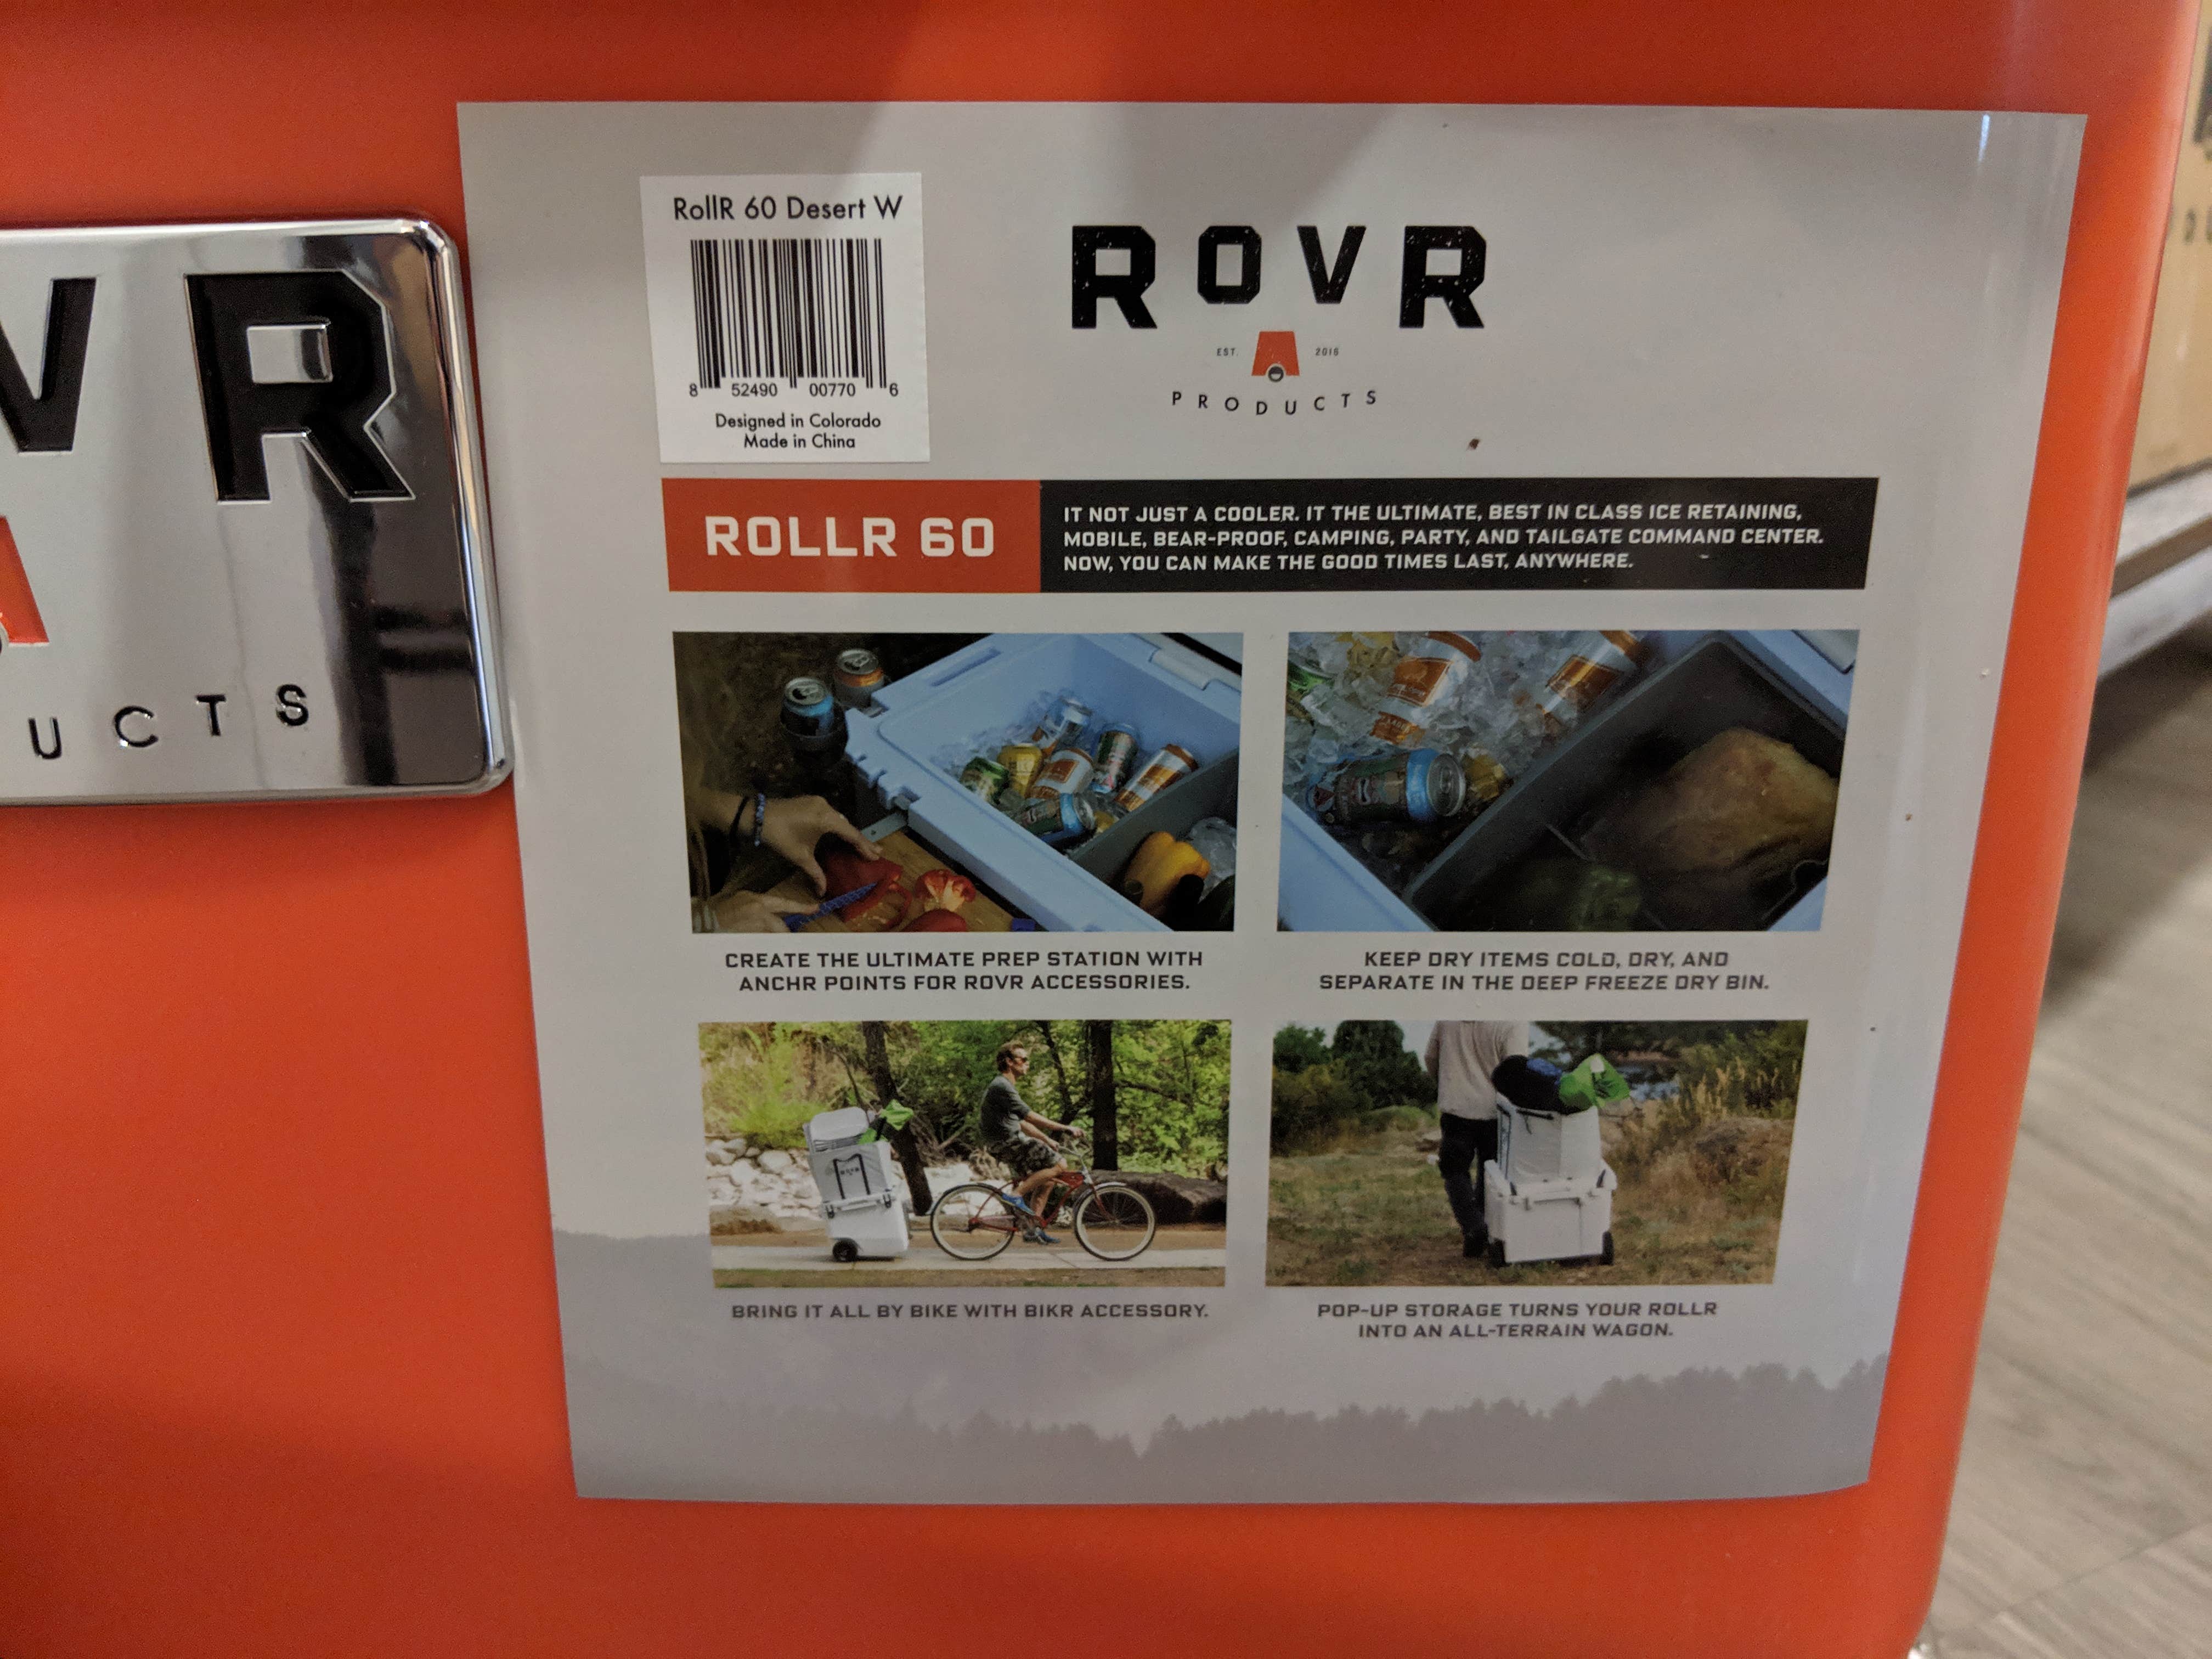 VR
UCTS
RollR 60 Desert W
8 52490 00770 6
Designed in Colorado
Made in China
ROVR
EST. 2016
PRODUCTS
ROLLR 60
IT NOT JUST A COOLER. IT THE ULTIMATE, BEST IN CLASS ICE RETAINING,
MOBILE, BEAR-PROOF, CAMPING, PARTY, AND TAILGATE COMMAND CENTER.
NOW, YOU CAN MAKE THE GOOD TIMES LAST, ANYWHERE.
CREATE THE ULTIMATE PREP STATION WITH
ANCHR POINTS FOR ROVR ACCESSORIES.
KEEP DRY ITEMS COLD, DRY, AND
SEPARATE IN THE DEEP FREEZE DRY BIN.
ROVR
BRING IT ALL BY BIKE WITH BIKR ACCESSORY.
POP-UP STORAGE TURNS YOUR ROLLR
INTO AN ALL-TERRAIN WAGON.